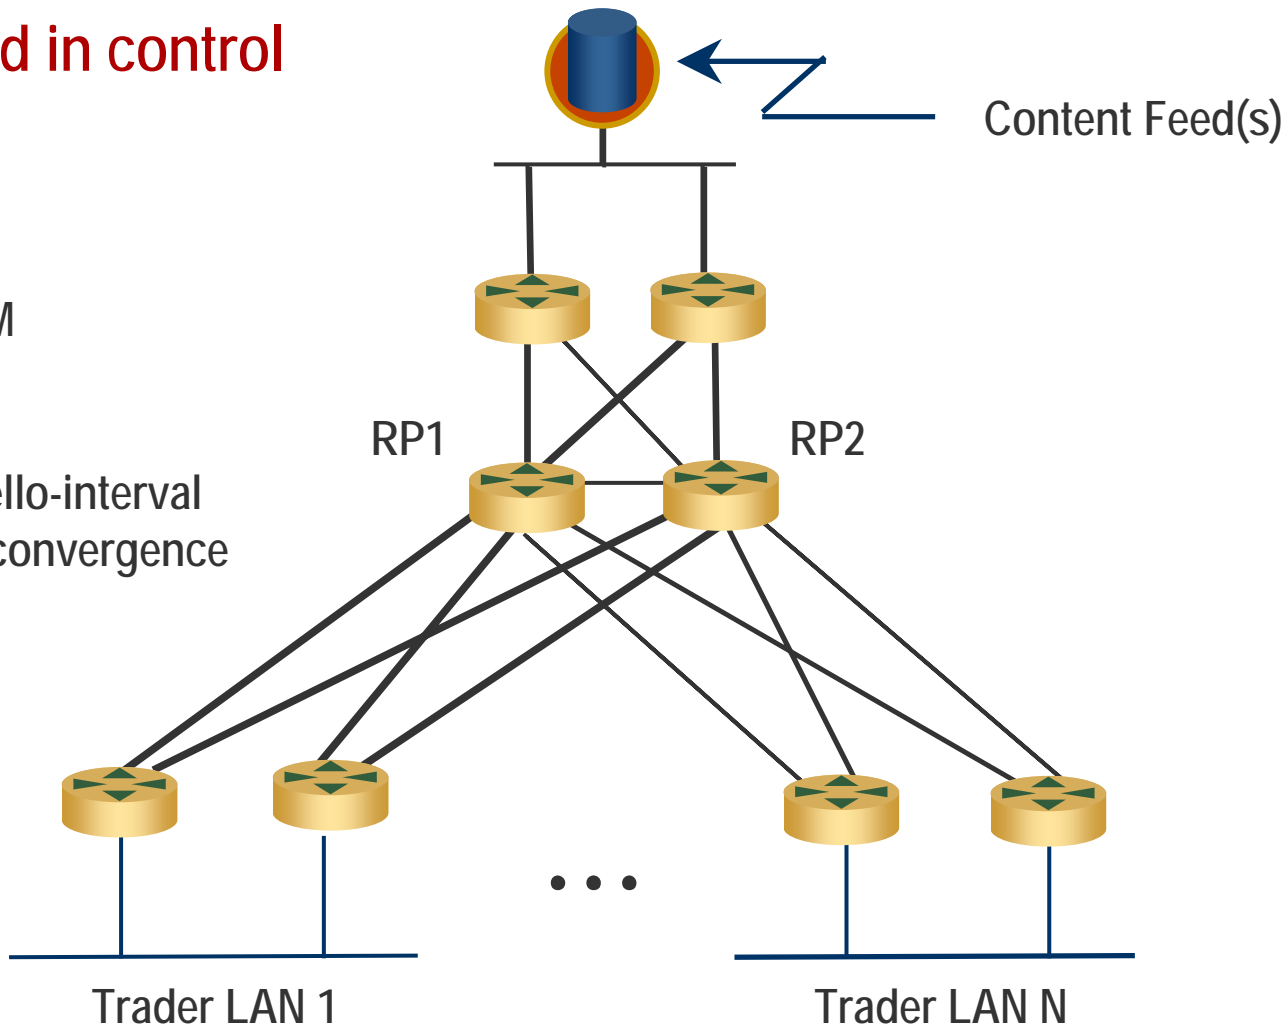 d in control
Content Feed(s)
M
RP1
RP2
ello-interval
convergence
...
Trader LAN 1
Trader LAN N